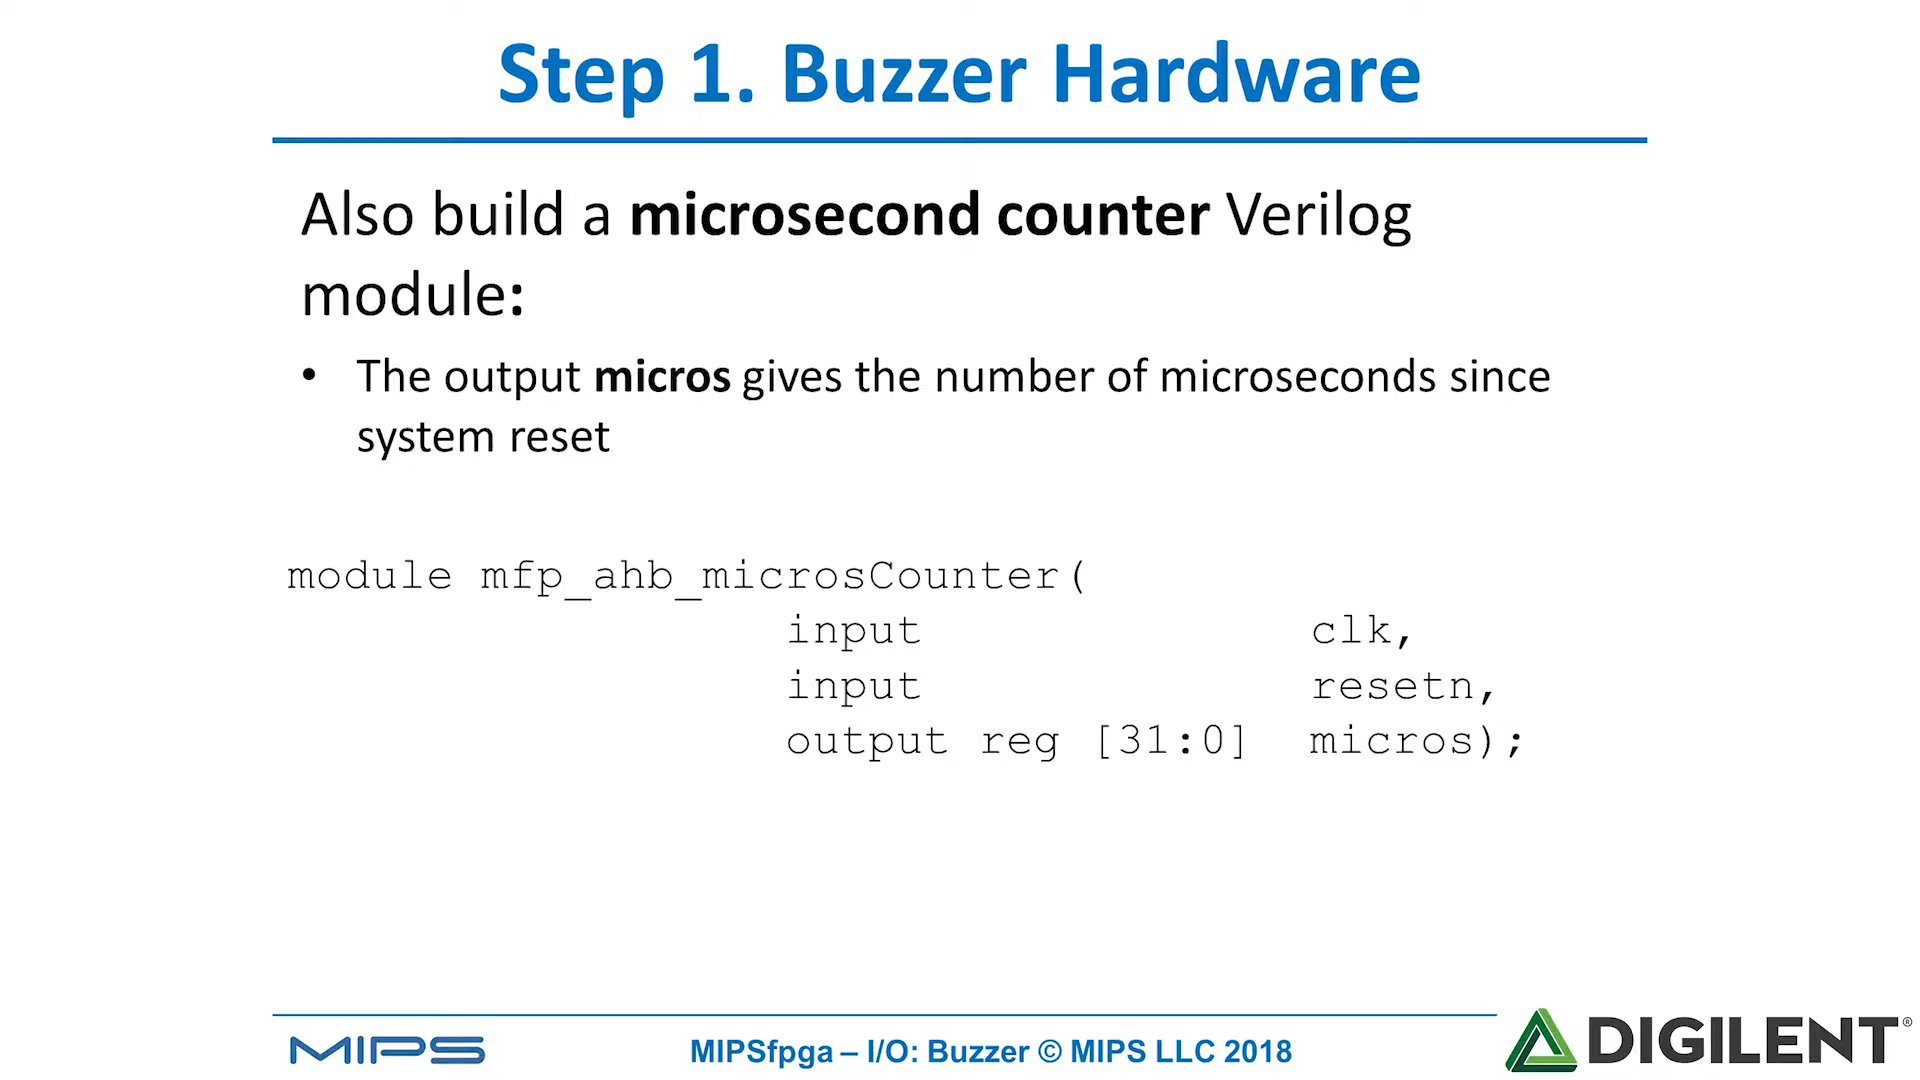 Step 1. Buzzer Hardware
Also build a microsecond counter Verilog
module:
• The output micros gives the number of microseconds since
system reset
module mfp_ahb_microsCounter(
input clk,
input resetn,
output reg [31:0] micros);
MIPS
MIPSfpga – I/O: Buzzer © MIPS LLC 2018
DIGILENT®